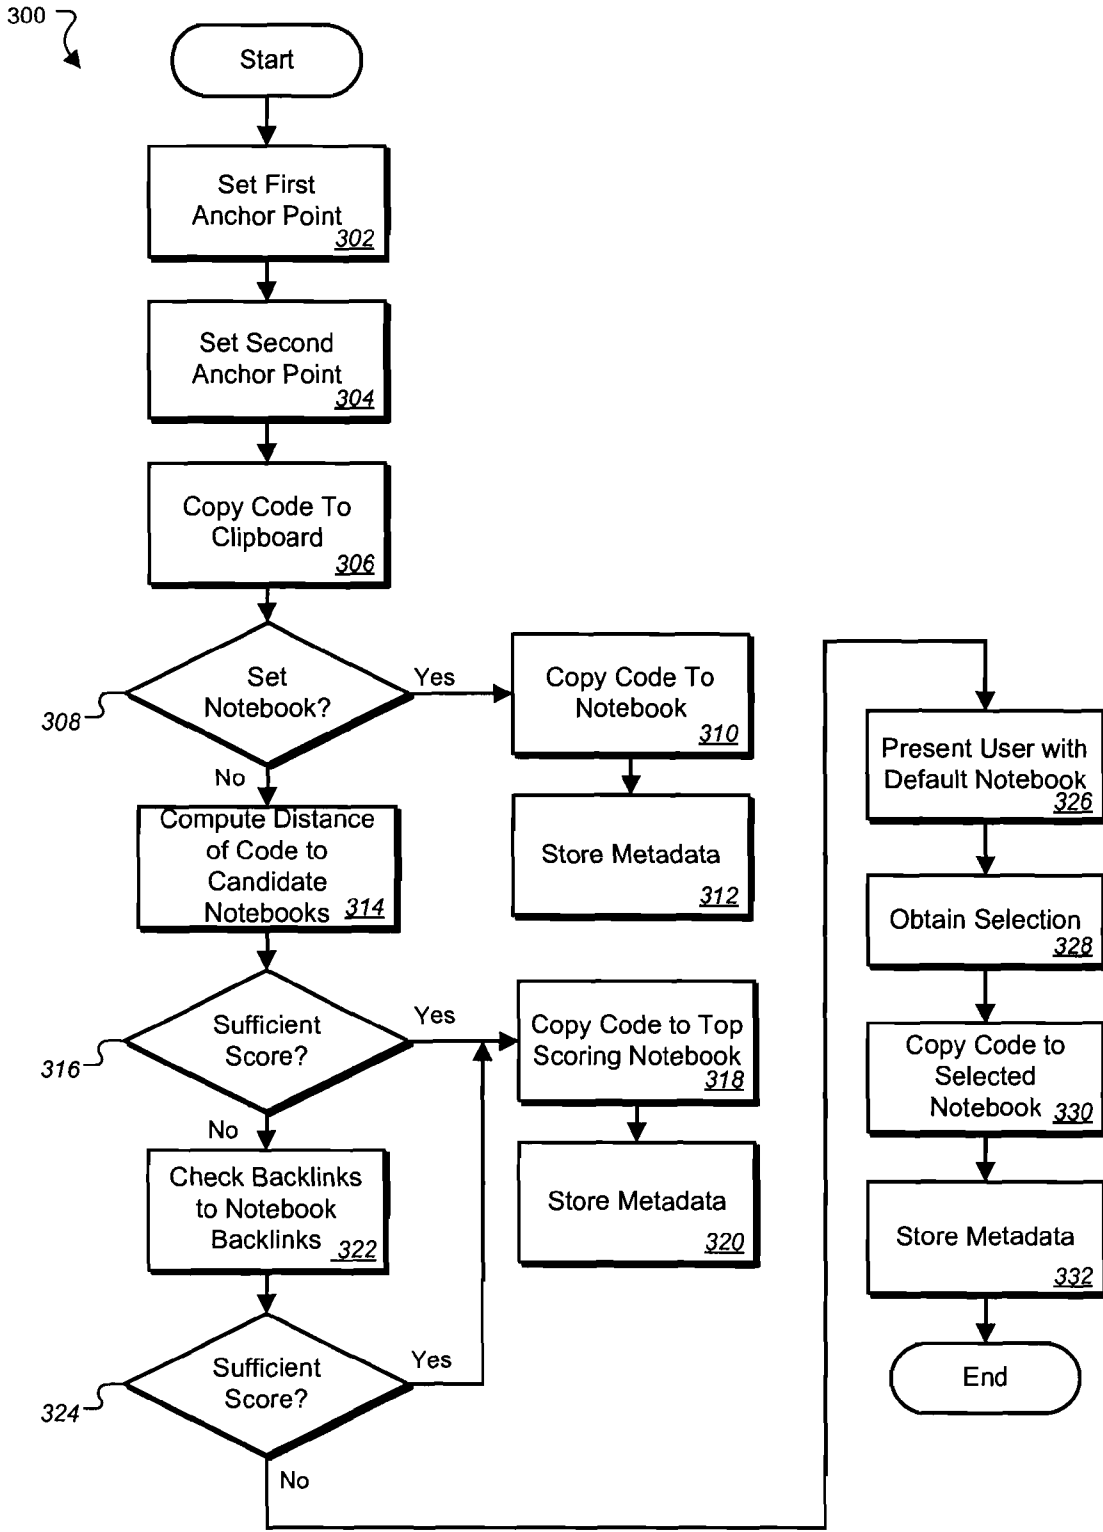 300
Start
Set First
Anchor Point
302
Set Second
Anchor Point
304
Copy Code To
Clipboard
306
Set
Notebook?
308
Yes
No
Copy Code To
Notebook
310
Store Metadata
312
Compute Distance
of Code to
Candidate
Notebooks
314
Sufficient
Score?
316
Yes
No
Copy Code to Top
Scoring Notebook
318
Store Metadata
320
Check Backlinks
to Notebook
Backlinks
322
Sufficient
Score?
324
Yes
No
Present User with
Default Notebook
326
Obtain Selection
328
Copy Code to
Selected
Notebook
330
Store Metadata
332
End